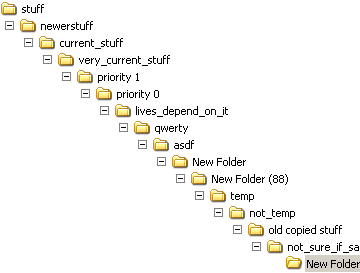 stuff
newerstuff
current_stuff
very_current_stuff
priority 1
priority 0
lives_depend_on_it
qwerty
asdf
New Folder
New Folder (88)
temp
not_temp
old copied stuff
not_sure_if_sa
New Folder